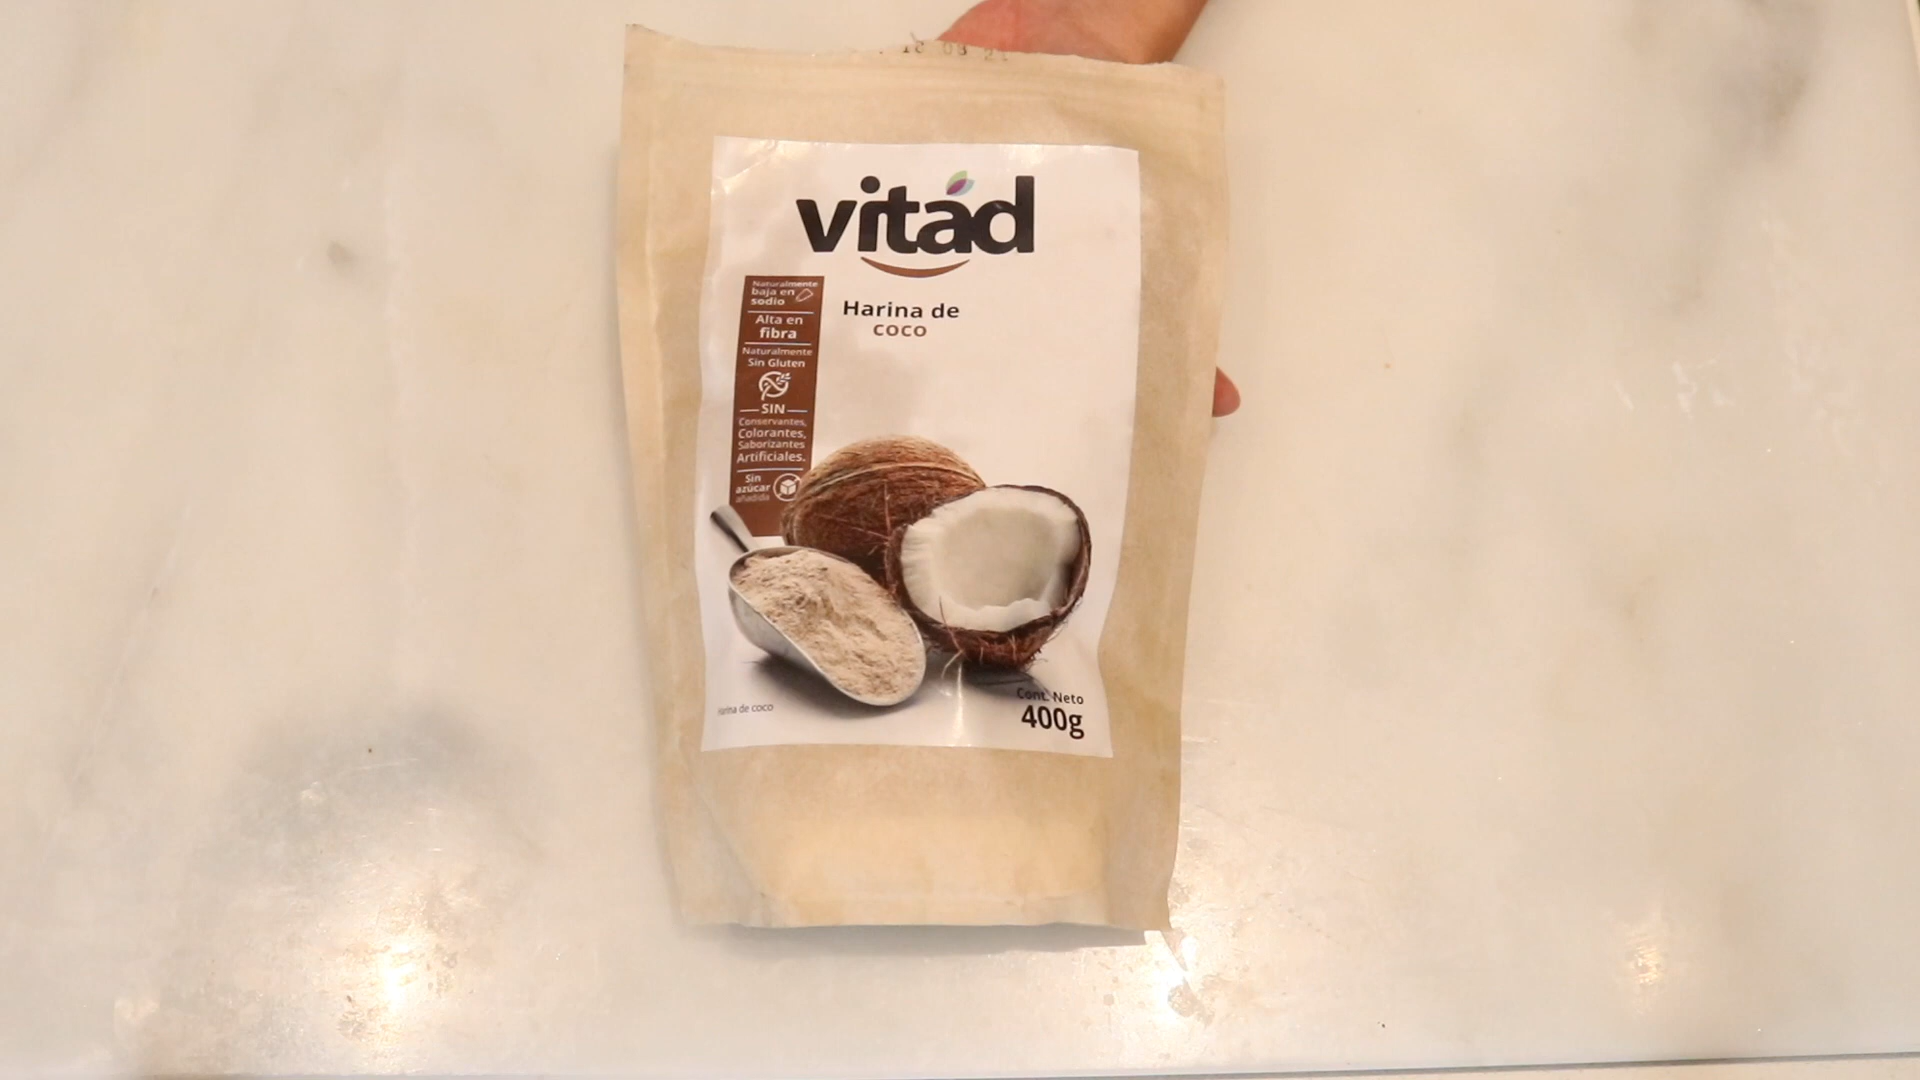 vitad
Harina de
coco
Naturalmente
baja en
sodio
Alta en
fibra
Naturalmente
Sin Gluten
SIN
Conservantes,
Colorantes,
Saborizantes
Artificiales.
Sin
azúcar
añadida
Harina de coco
Cont. Neto
400g